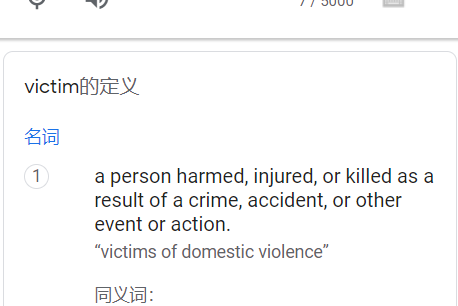 7 / 5000
victim的定义
名词
1
a person harmed, injured, or killed as a
result of a crime, accident, or other
event or action.
“victims of domestic violence”
同义词：